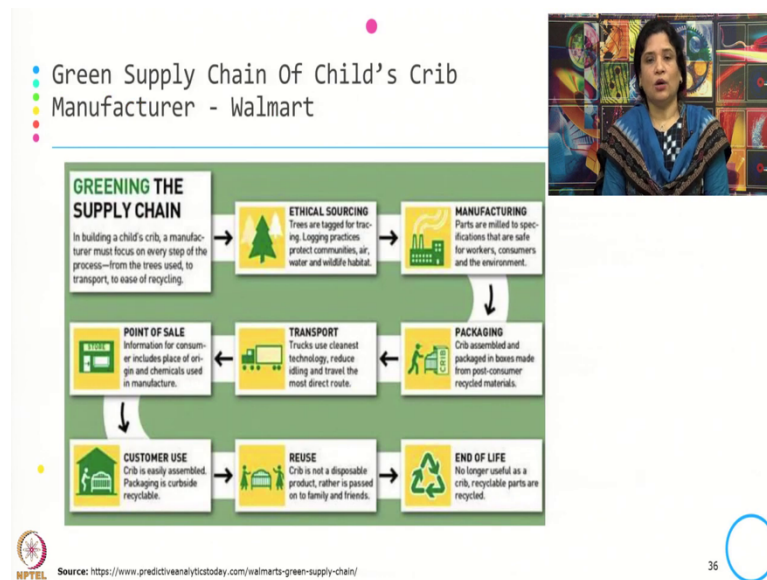 Green Supply Chain Of Child's Crib
Manufacturer - Walmart
GREENING THE
SUPPLY CHAIN
In building a child's crib, a manufac-
turer must focus on every step of the
process—from the trees used, to
transport, to ease of recycling.
ETHICAL SOURCING
Trees are tagged for trac-
ing. Logging practices
protect communities, air,
water and wildlife habitat.
MANUFACTURING
Parts are milled to spec-
ifications that are safe
for workers, consumers
and the environment.
POINT OF SALE
Information for consum-
er includes place of ori-
gin and chemicals used
in manufacture.
STORE
TRANSPORT
Trucks use cleanest
technology, reduce
idling and travel the
most direct route.
PACKAGING
Crib assembled and
packaged in boxes made
from post-consumer
recycled materials.
CRIB
CUSTOMER USE
Crib is easily assembled.
Packaging is curbside
recyclable.
REUSE
Crib is not a disposable
product, rather is passed
on to family and friends.
END OF LIFE
No longer useful as a
crib, recyclable parts are
recycled.
NPTEL
Source: https://www.predictiveanalyticstoday.com/walmarts-green-supply-chain/
36